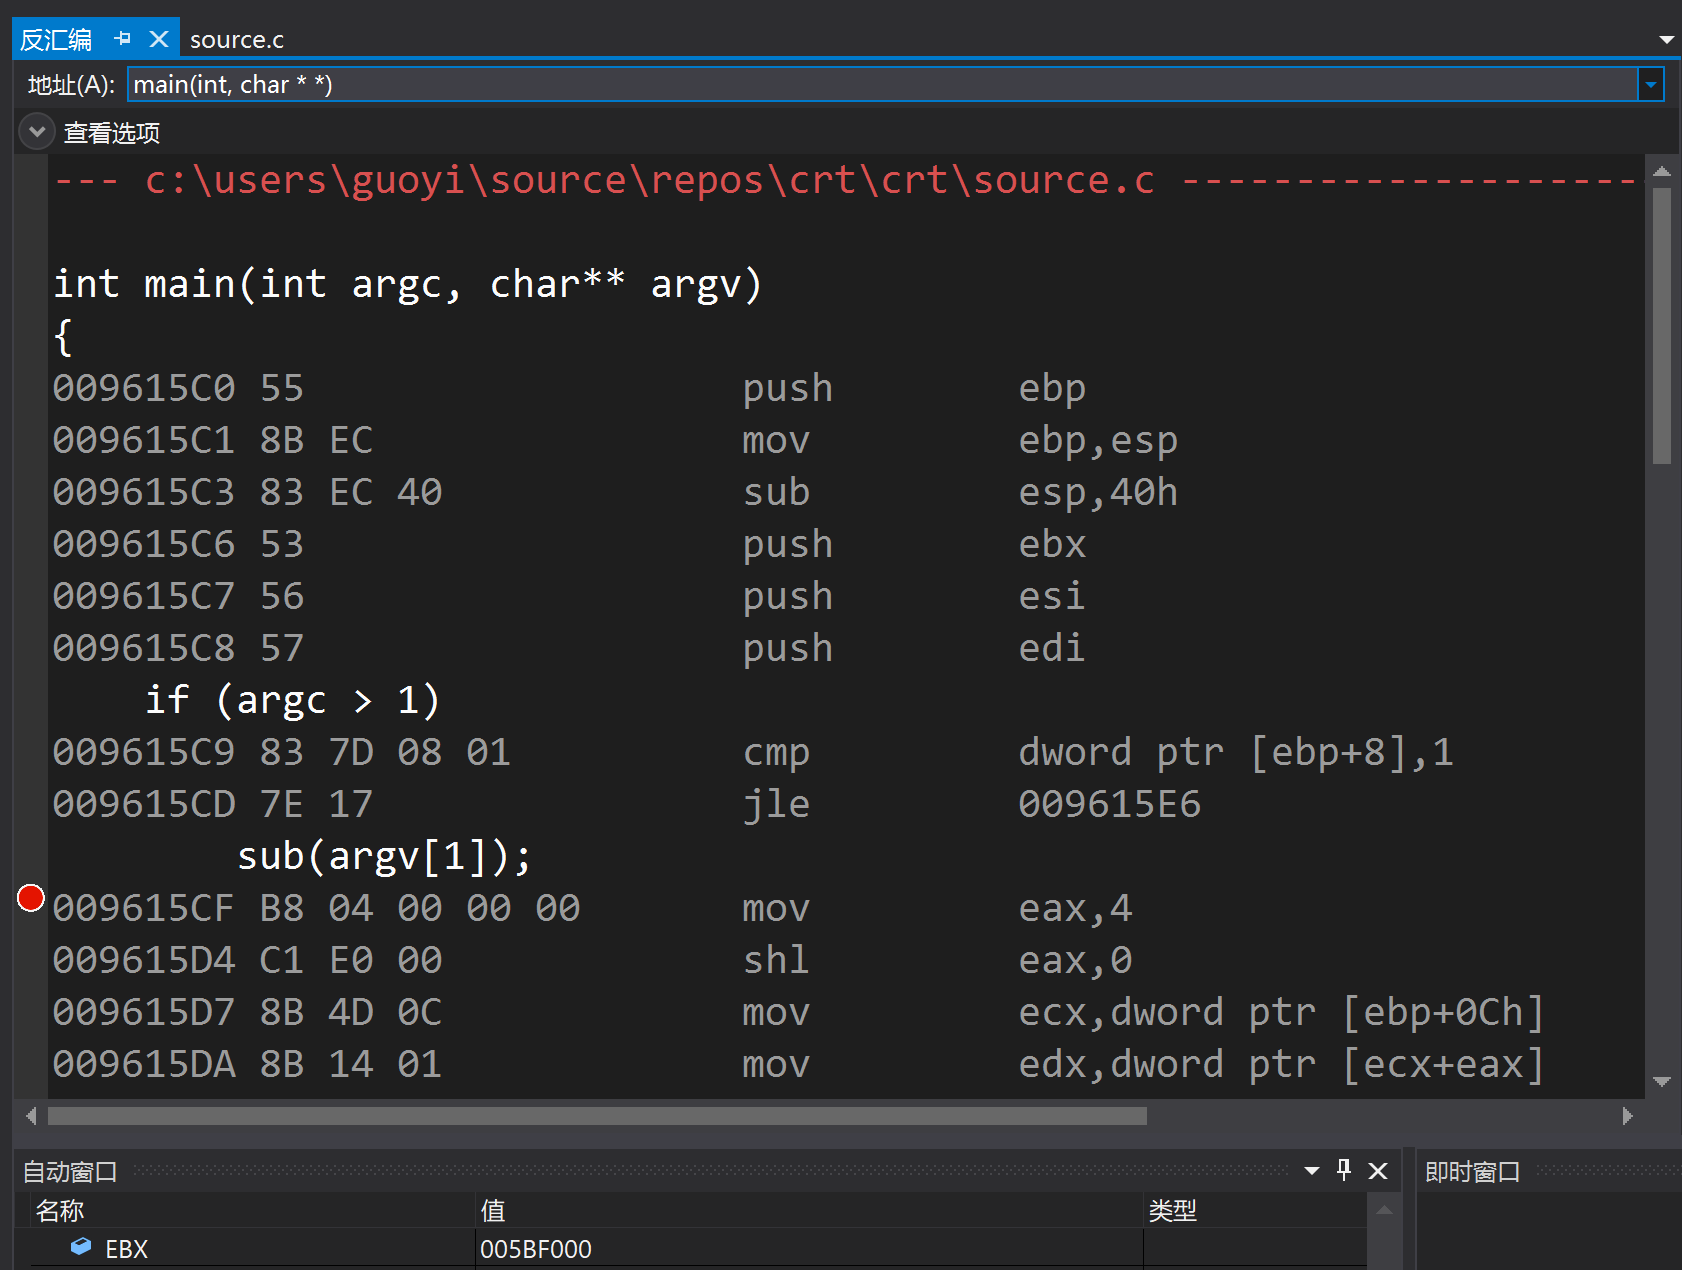 反汇编 source.c
地址(A): main(int, char * *)
查看选项
--- c:\users\guoyi\source\repos\crt\crt\source.c --------------------
int main(int argc, char** argv)
{
009615C0 55 push ebp
009615C1 8B EC mov ebp,esp
009615C3 83 EC 40 sub esp,40h
009615C6 53 push ebx
009615C7 56 push esi
009615C8 57 push edi
if (argc > 1)
009615C9 83 7D 08 01 cmp dword ptr [ebp+8],1
009615CD 7E 17 jle 009615E6
sub(argv[1]);
009615CF B8 04 00 00 00 mov eax,4
009615D4 C1 E0 00 shl eax,0
009615D7 8B 4D 0C mov ecx,dword ptr [ebp+0Ch]
009615DA 8B 14 01 mov edx,dword ptr [ecx+eax]
自动窗口 即时窗口
名称 值 类型
EBX 005BF000